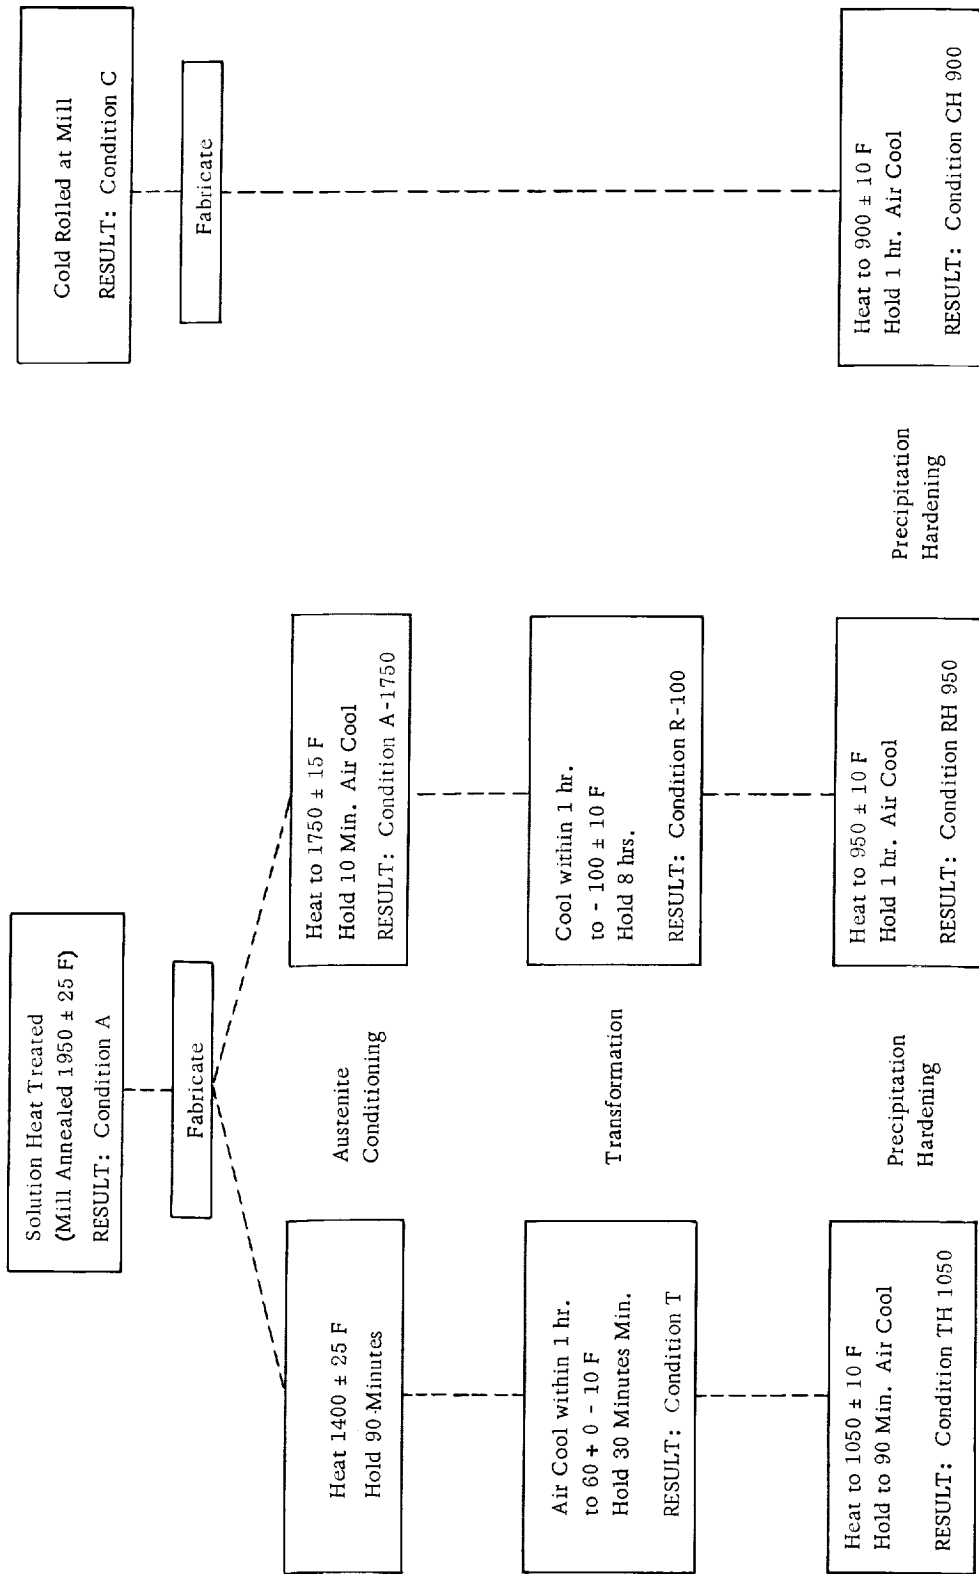 Solution Heat Treated
(Mill Annealed 1950 ± 25 F)
RESULT: Condition A
Cold Rolled at Mill
RESULT: Condition C
Fabricate
Fabricate
Heat 1400 ± 25 F
Hold 90-Minutes
Austenite
Conditioning
Heat to 1750 ± 15 F
Hold 10 Min. Air Cool
RESULT: Condition A-1750
Air Cool within 1 hr.
to 60 + 0 - 10 F
Hold 30 Minutes Min.
RESULT: Condition T
Transformation
Cool within 1 hr.
to - 100 ± 10 F
Hold 8 hrs.
RESULT: Condition R-100
Heat to 1050 ± 10 F
Hold to 90 Min. Air Cool
RESULT: Condition TH 1050
Precipitation
Hardening
Heat to 950 ± 10 F
Hold 1 hr. Air Cool
RESULT: Condition RH 950
Precipitation
Hardening
Heat to 900 ± 10 F
Hold 1 hr. Air Cool
RESULT: Condition CH 900